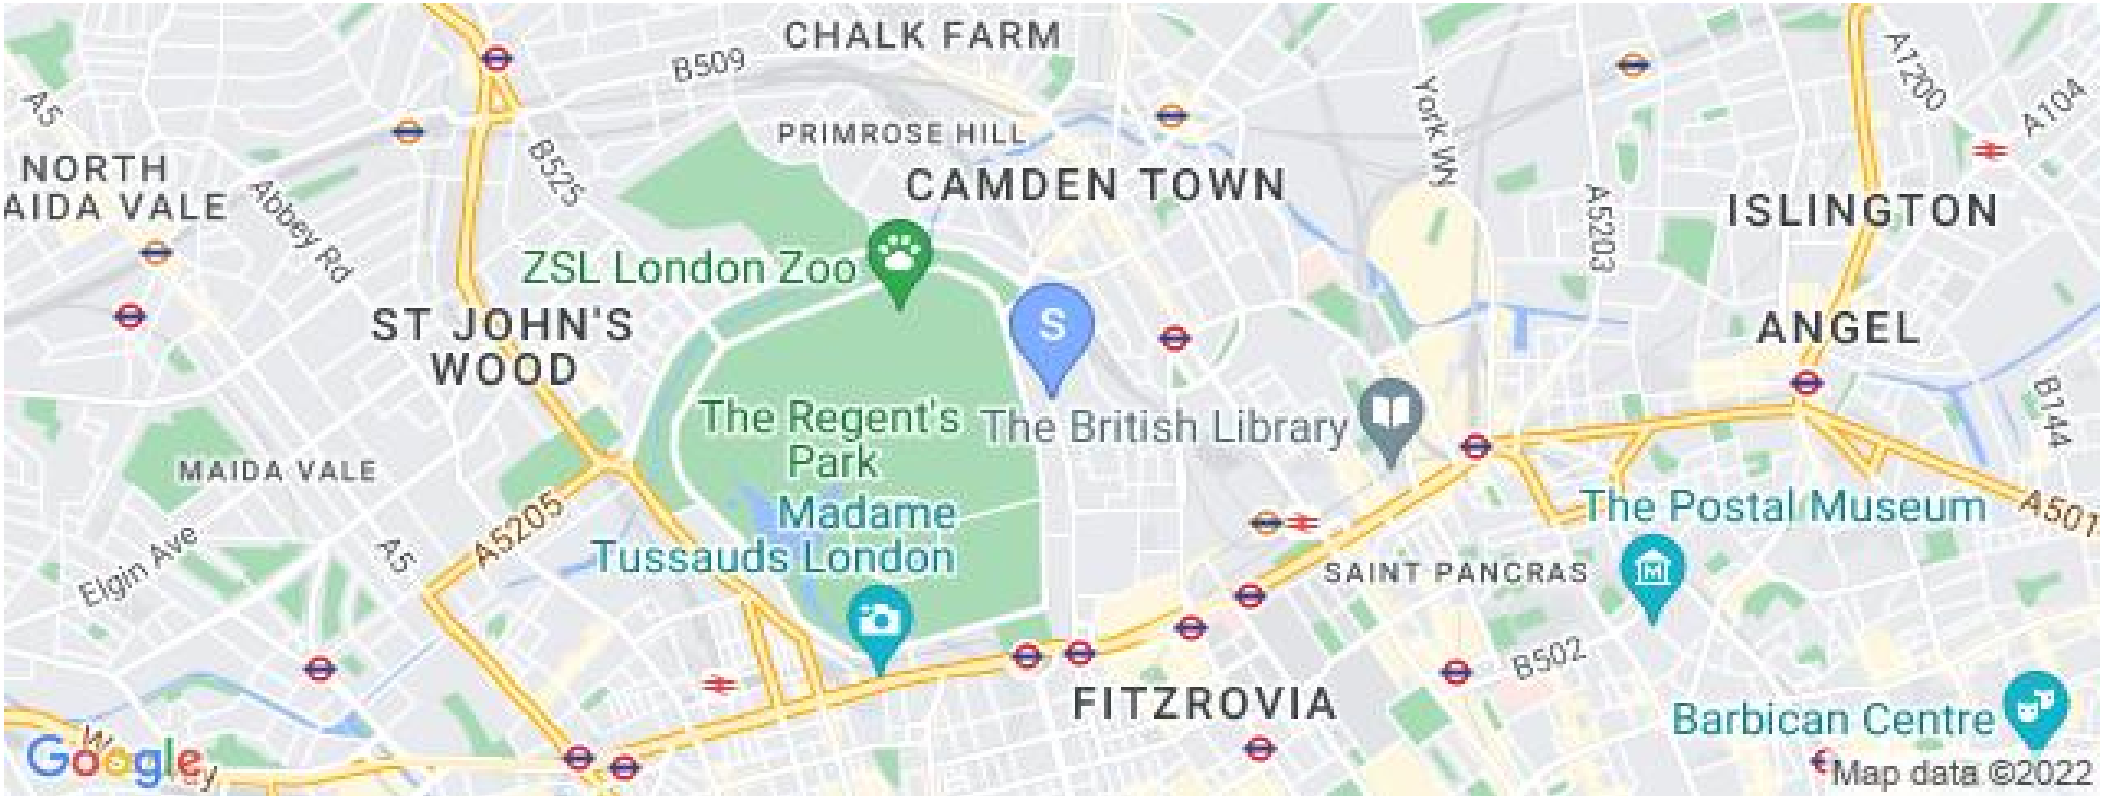 CHALK FARM
B509
A1200
A104
A5
York Wy
PRIMROSE HILL
B525
NORTH
AIDA VALE
Abbey Rd
CAMDEN TOWN
A5203
ISLINGTON
ZSL London Zoo
ST JOHN'S
WOOD
S
ANGEL
The Regent's
Park
The British Library
B144
MAIDA VALE
Madame
Tussauds London
The Postal Museum
A501
A5205
Elgin Ave
A5
SAINT PANCRAS
M
B502
FITZROVIA
Barbican Centre
Google
Map data ©2022